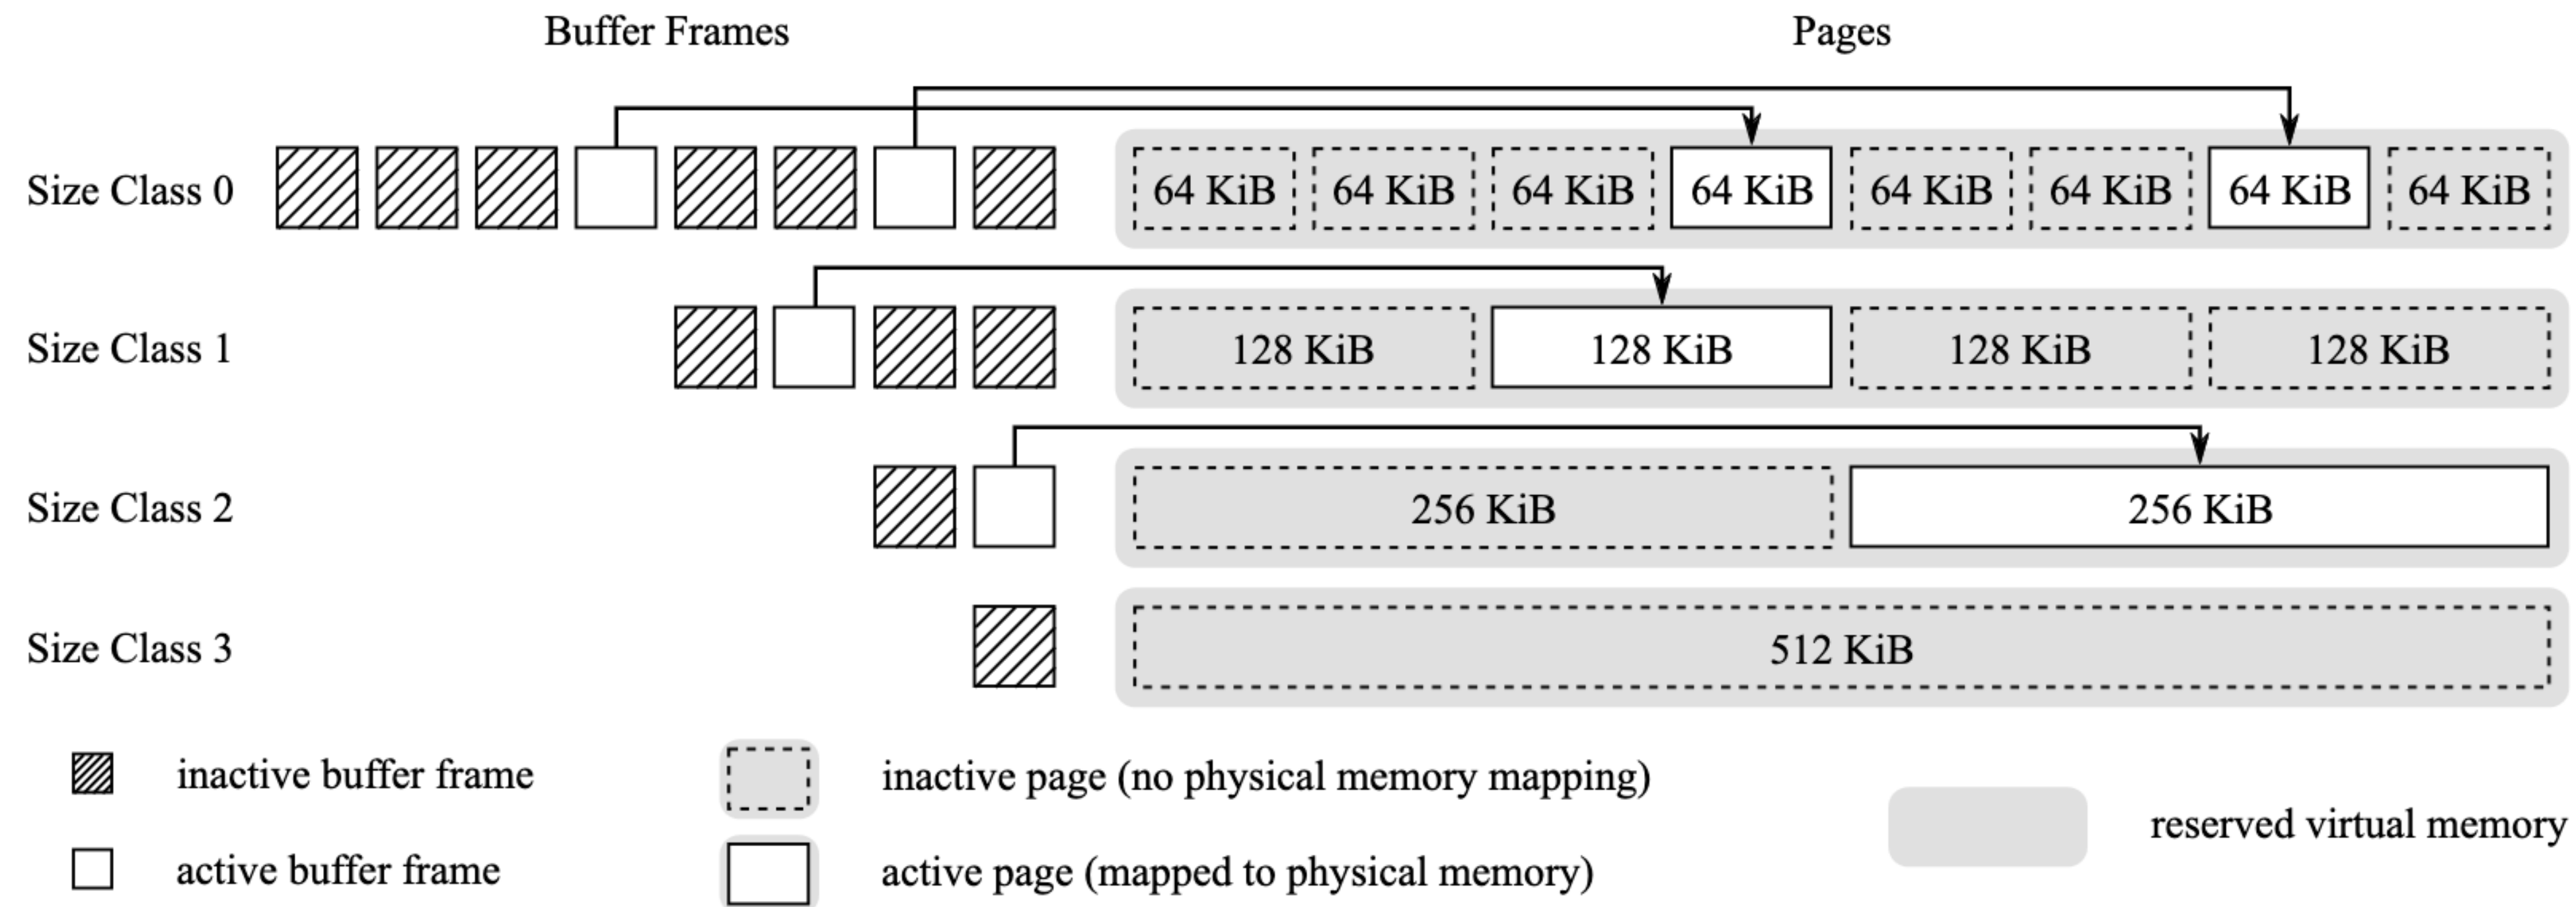 Buffer Frames Pages
Size Class 0 64 KiB 64 KiB 64 KiB 64 KiB 64 KiB 64 KiB 64 KiB 64 KiB
Size Class 1 128 KiB 128 KiB 128 KiB 128 KiB
Size Class 2 256 KiB 256 KiB
Size Class 3 512 KiB
inactive buffer frame inactive page (no physical memory mapping)
reserved virtual memory
active buffer frame active page (mapped to physical memory)